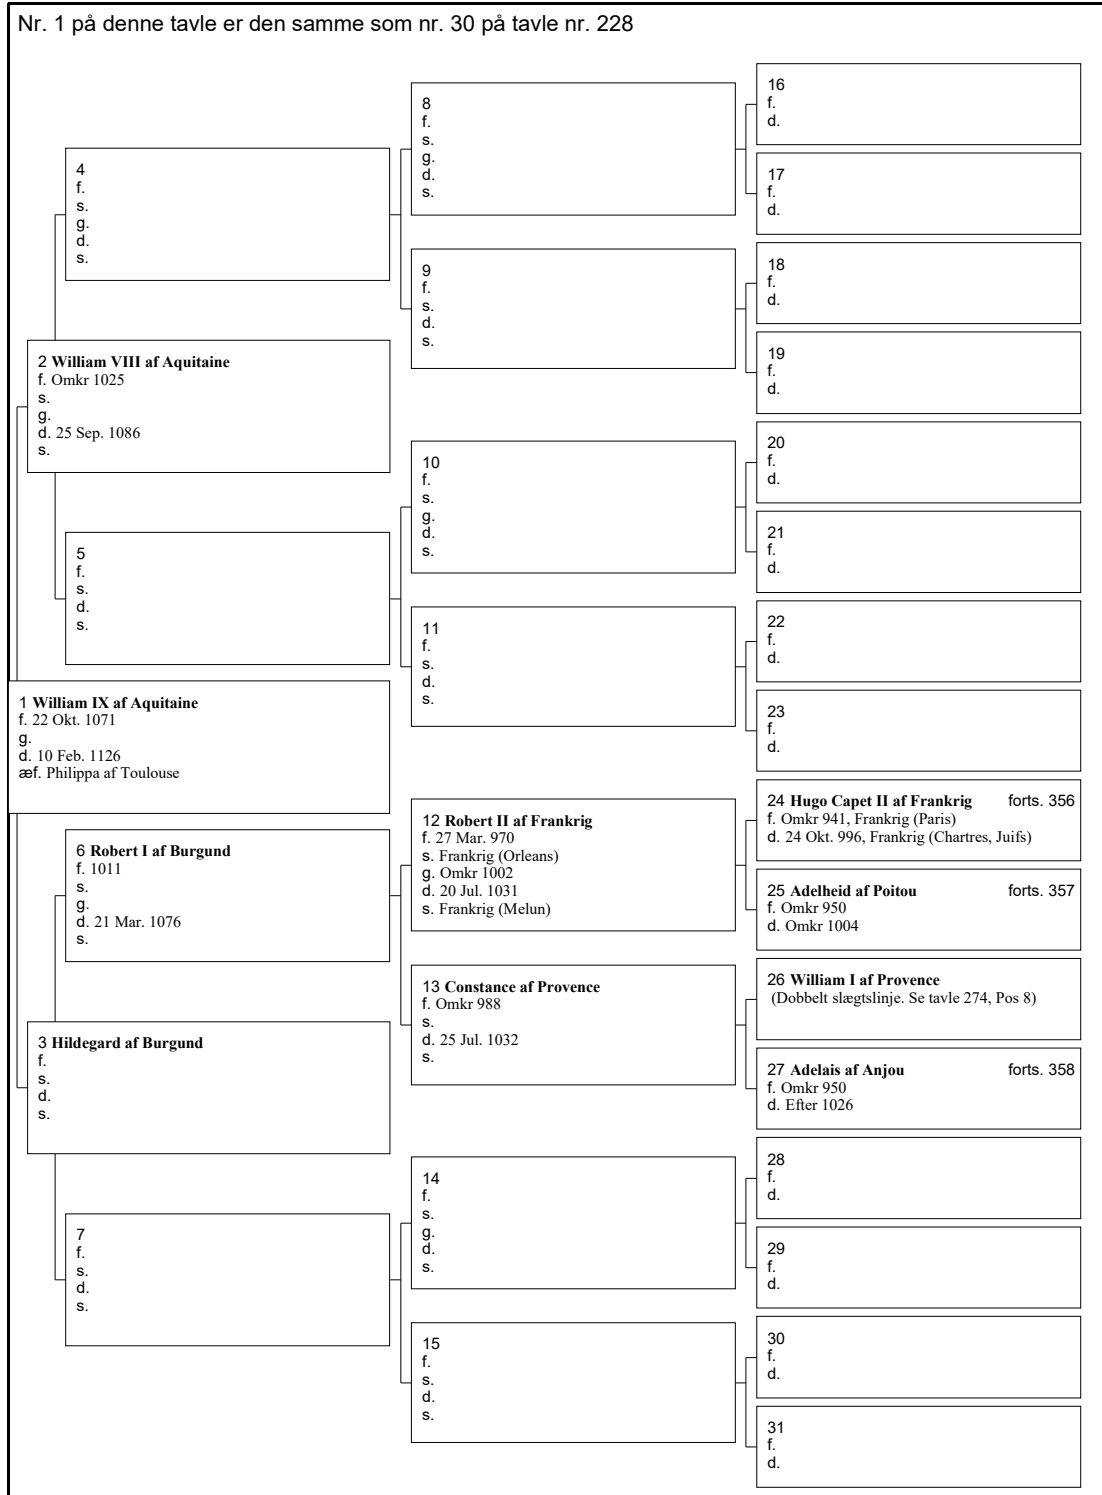 Nr. 1 på denne tavle er den samme som nr. 30 på tavle nr. 228
1 William IX af Aquitaine
f. 22 Okt. 1071
g.
d. 10 Feb. 1126
æf. Philippa af Toulouse
2 William VIII af Aquitaine
f. Omkr 1025
s.
g.
d. 25 Sep. 1086
s.
3 Hildegard af Burgund
f.
s.
d.
s.
4
f.
s.
g.
d.
s.
5
f.
s.
d.
s.
6 Robert I af Burgund
f. 1011
s.
g.
d. 21 Mar. 1076
s.
7
f.
s.
d.
s.
8
f.
s.
g.
d.
s.
9
f.
s.
d.
s.
10
f.
s.
g.
d.
s.
11
f.
s.
d.
s.
12 Robert II af Frankrig
f. 27 Mar. 970
s. Frankrig (Orleans)
g. Omkr 1002
d. 20 Jul. 1031
s. Frankrig (Melun)
13 Constance af Provence
f. Omkr 988
s.
d. 25 Jul. 1032
s.
14
f.
s.
g.
d.
s.
15
f.
s.
d.
s.
16
f.
d.
17
f.
d.
18
f.
d.
19
f.
d.
20
f.
d.
21
f.
d.
22
f.
d.
23
f.
d.
24 Hugo Capet II af Frankrig forts. 356
f. Omkr 941, Frankrig (Paris)
d. 24 Okt. 996, Frankrig (Chartres, Juifs)
25 Adelheid af Poitou forts. 357
f. Omkr 950
d. Omkr 1004
26 William I af Provence
(Dobbelt slægtslinje. Se tavle 274, Pos 8)
27 Adelais af Anjou forts. 358
f. Omkr 950
d. Efter 1026
28
f.
d.
29
f.
d.
30
f.
d.
31
f.
d.